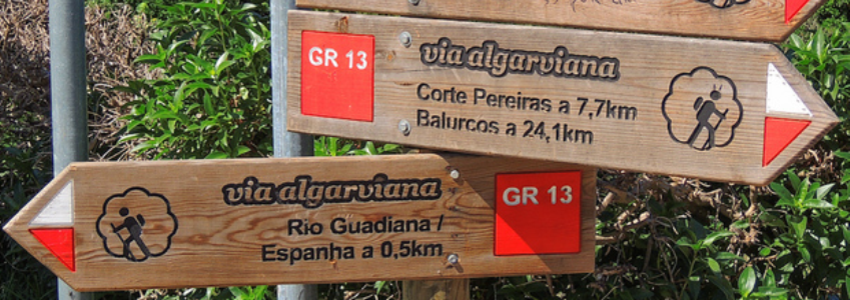 GR 13
via algarviana
Corte Pereiras a 7,7km
Balurcos a 24,1km
via algarviana
Rio Guadiana /
Espanha a 0,5km
GR 13